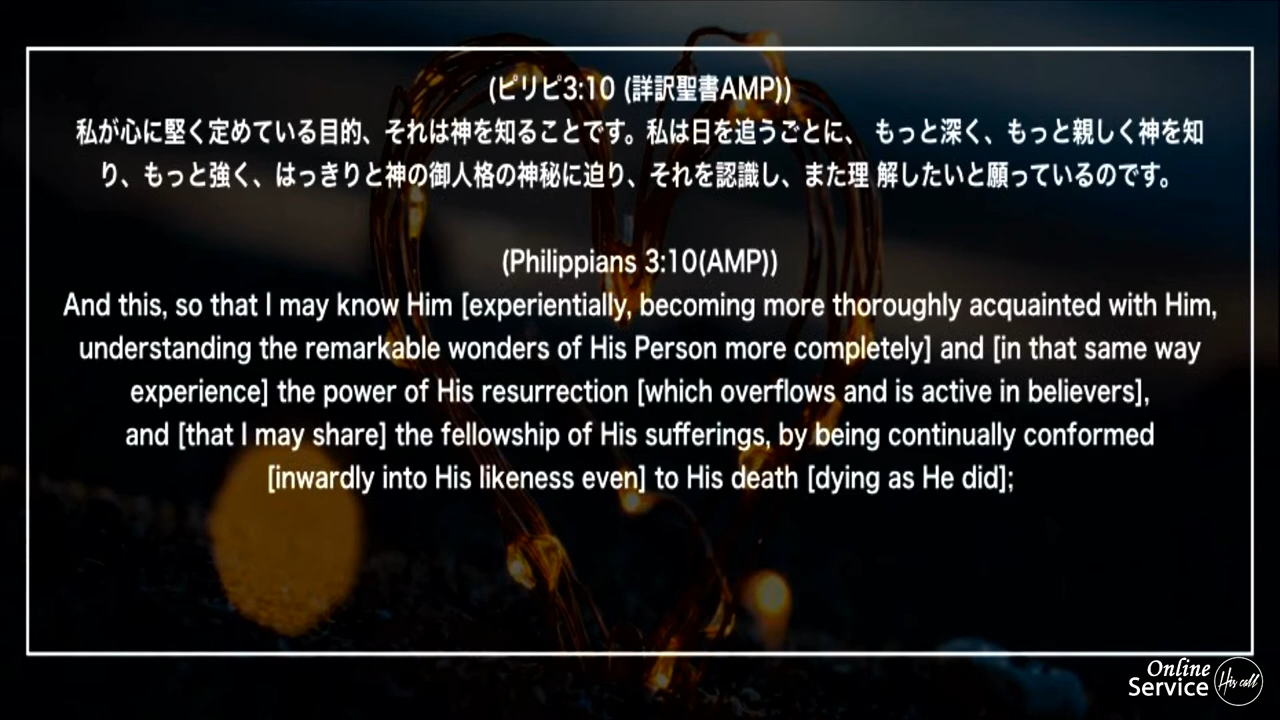 (ピリピ3:10 (詳訳聖書AMP))
私が心に堅く定めている目的、それは神を知ることです。私は日を追うごとに、 もっと深く、もっと親しく神を知
り、もっと強く、はっきりと神の御人格の神秘に迫り、それを認識し、また理 解したいと願っているのです。
(Philippians 3:10(AMP))
And this, so that I may know Him [experientially, becoming more thoroughly acquainted with Him,
understanding the remarkable wonders of His Person more completely] and [in that same way
experience] the power of His resurrection [which overflows and is active in believers],
and [that I may share] the fellowship of His sufferings, by being continually conformed
[inwardly into His likeness even] to His death [dying as He did];
Online
Service
His call